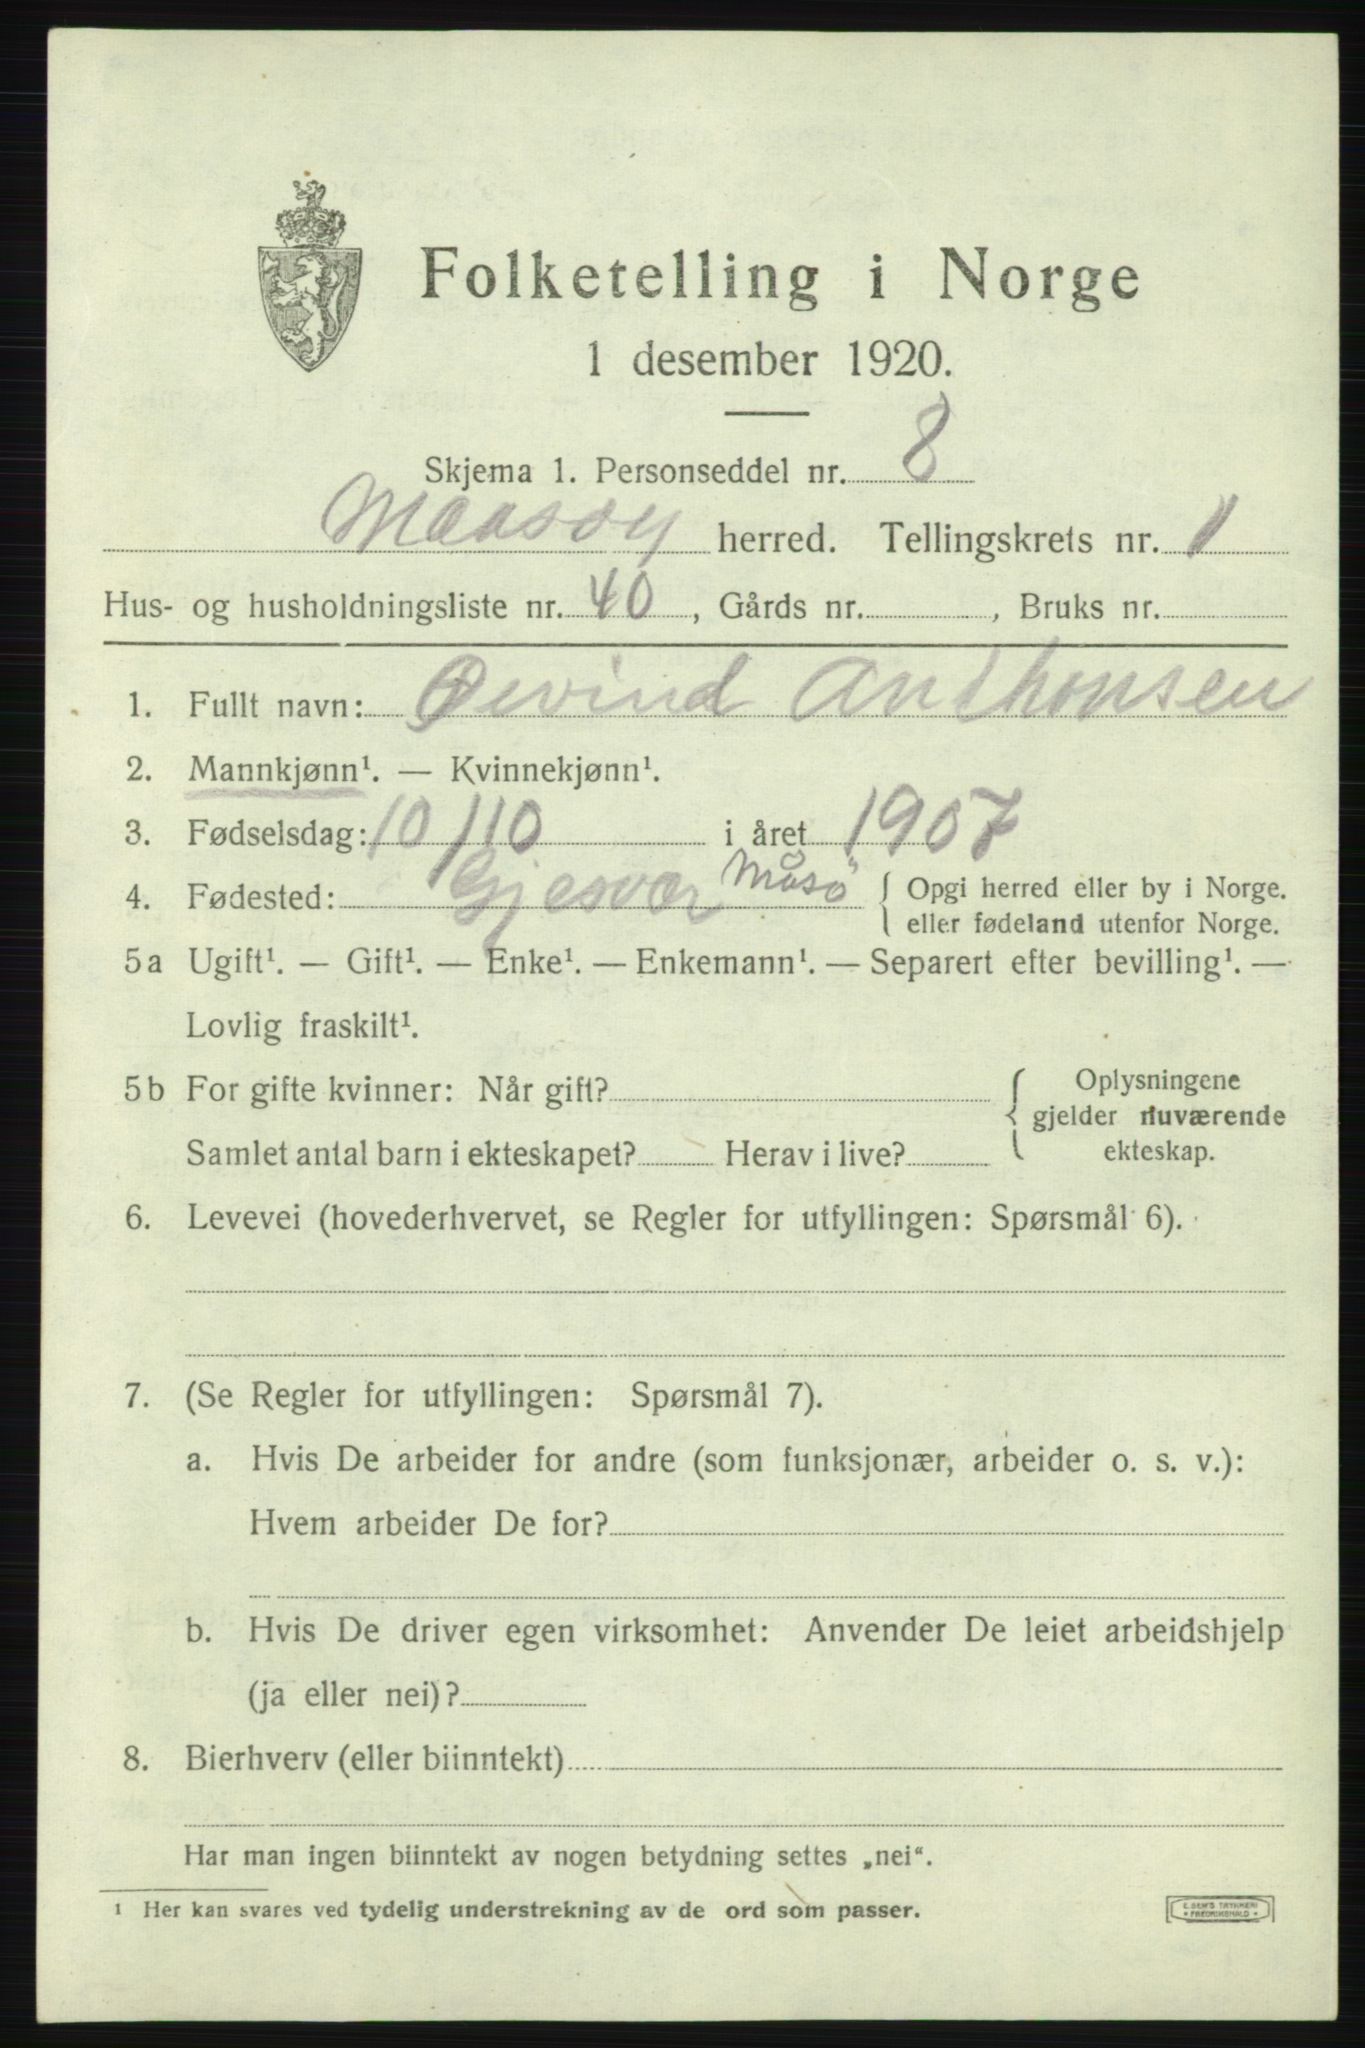 Folketelling i Norge
1 desember 1920.
Skjema 1. Personseddel nr. 8
Maasøy herred. Tellingskrets nr. 1
Hus- og husholdningsliste nr. 40, Gårds nr. , Bruks nr.
1. Fullt navn: Øivind Anthonsen
2. Mannkjønn¹. — Kvinnekjønn¹.
3. Fødselsdag: 10/10 i året 1907
4. Fødested: Gjesvær Måsö { Opgi herred eller by i Norge.
eller fødeland utenfor Norge.
5a Ugift¹. — Gift¹. — Enke¹. — Enkemann¹. — Separert efter bevilling¹. —
Lovlig fraskilt¹.
5b For gifte kvinner: Når gift? { Oplysningene
gjelder nuværende
Samlet antal barn i ekteskapet? Herav i live? ekteskap.
6. Levevei (hovederhvervet, se Regler for utfyllingen: Spørsmål 6).
7. (Se Regler for utfyllingen: Spørsmål 7).
a. Hvis De arbeider for andre (som funksjonær, arbeider o. s. v.):
Hvem arbeider De for?
b. Hvis De driver egen virksomhet: Anvender De leiet arbeidshjelp
(ja eller nei)?
8. Bierhverv (eller biinntekt)
Har man ingen biinntekt av nogen betydning settes „nei“.
¹ Her kan svares ved tydelig understrekning av de ord som passer.
E. SEM'S TRYKKERI
* FREDRIKSHALD *